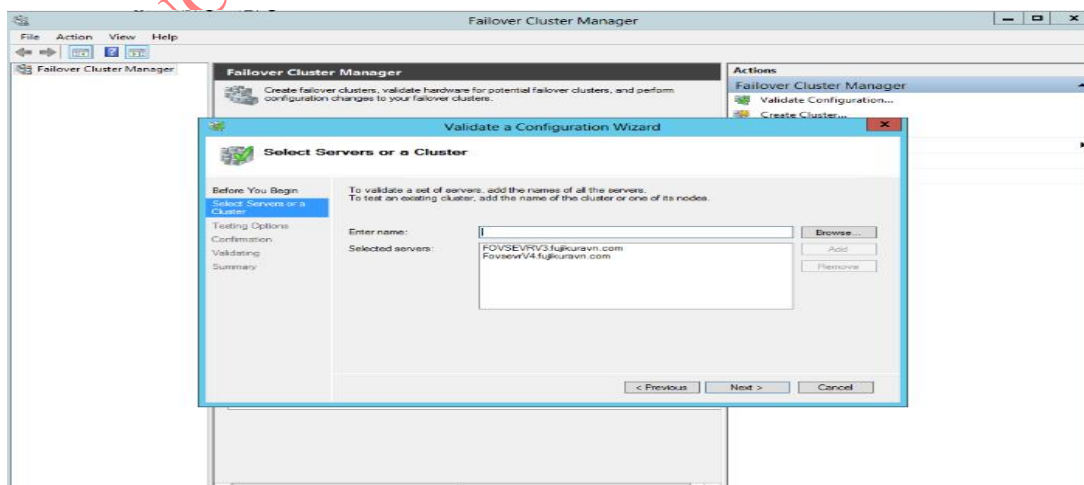 Failover Cluster Manager
File Action View Help
Failover Cluster Manager
Failover Cluster Manager
Create failover clusters, validate hardware for potential failover clusters, and perform
configuration changes to your failover clusters.
Actions
Failover Cluster Manager
Validate Configuration...
Create Cluster...
Validate a Configuration Wizard
Select Servers or a Cluster
Before You Begin
Select Servers or a
Cluster
Testing Options
Confirmation
Validating
Summary
To validate a set of servers, add the names of all the servers.
To test an existing cluster, add the name of the cluster or one of its nodes.
Enter name:
Browse...
Selected servers:
FOVSEVRV3.fujikuravn.com
FovsevrV4.fujikuravn.com
Add
Remove
< Previous
Next >
Cancel